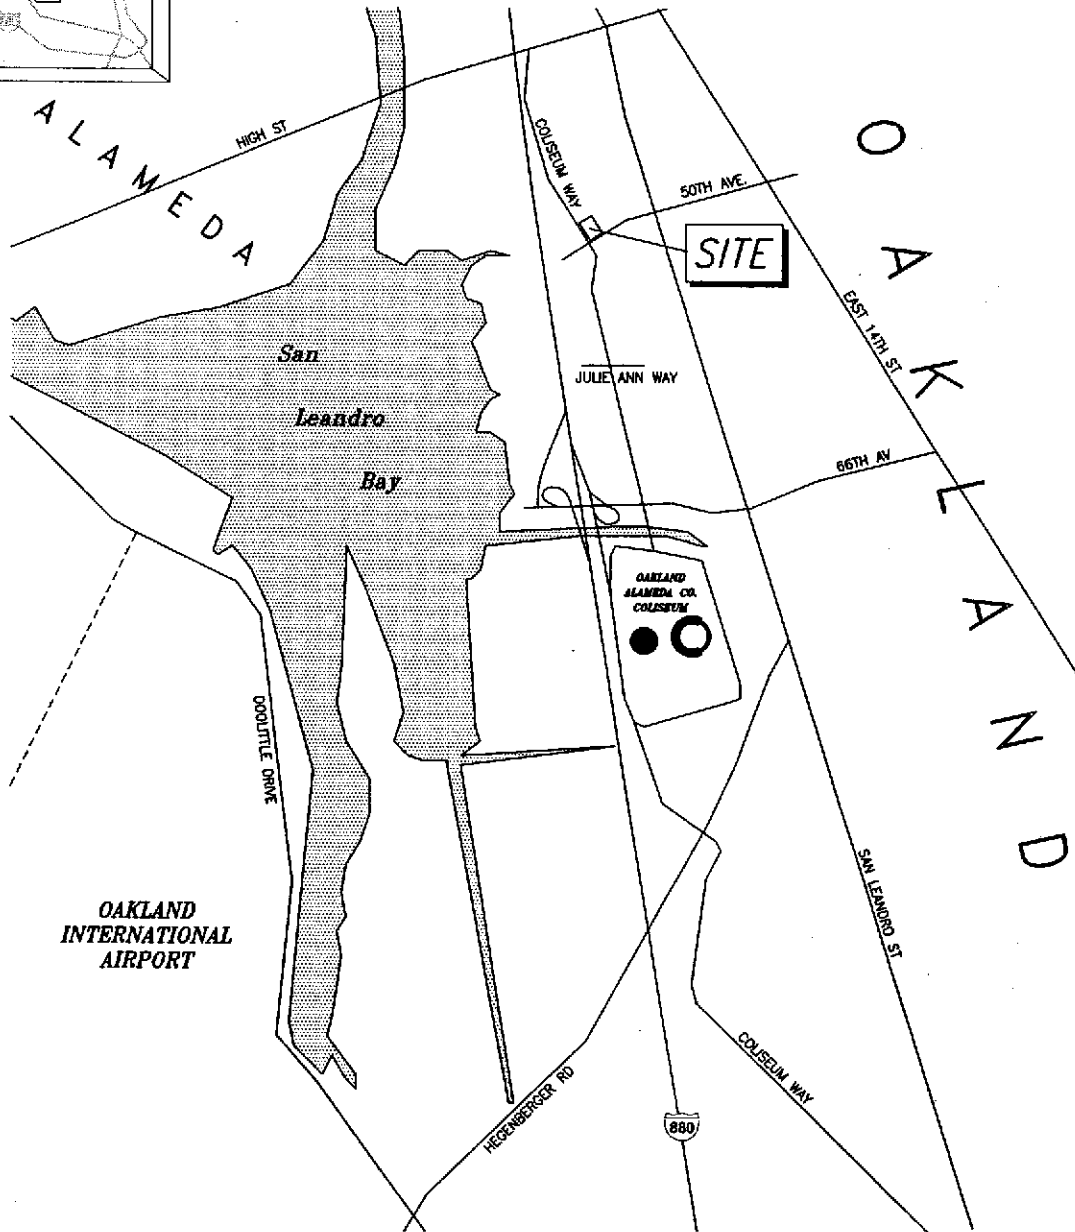 ALAMEDA
HIGH ST
COLISEUM WAY
50TH AVE.
SITE
OAKLAND
EAST 14TH ST
San
Leandro
Bay
JULIE ANN WAY
66TH AV
OAKLAND
ALAMEDA CO.
COLISEUM
DOOLITTLE DRIVE
OAKLAND
INTERNATIONAL
AIRPORT
SAN LEANDRO ST
COLISEUM WAY
HEGENBERGER RD
880